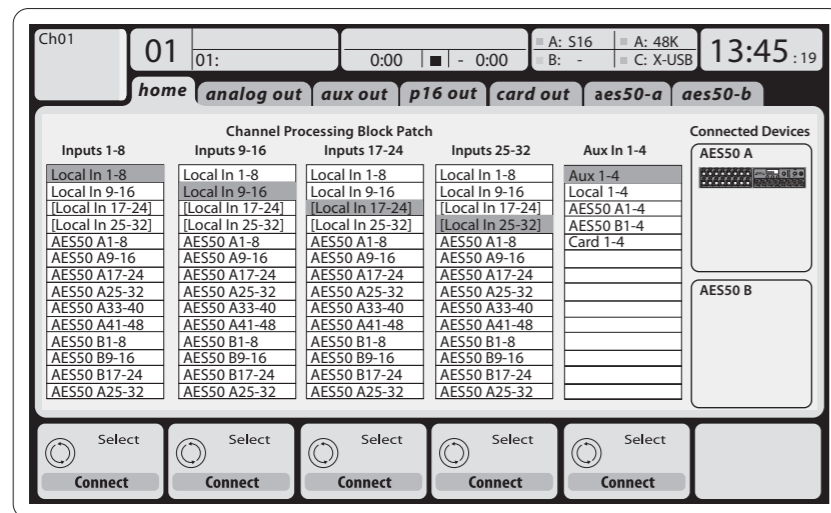 Ch01
01
01:
0:00
- 0:00
A: S16
B: -
A: 48K
C: X-USB
13:45 :19
home
analog out
aux out
p16 out
card out
aes50-a
aes50-b
Channel Processing Block Patch
Connected Devices
Inputs 1-8
Inputs 9-16
Inputs 17-24
Inputs 25-32
Aux In 1-4
Local In 1-8
Local In 9-16
[Local In 17-24]
[Local In 25-32]
AES50 A1-8
AES50 A9-16
AES50 A17-24
AES50 A25-32
AES50 A33-40
AES50 A41-48
AES50 B1-8
AES50 B9-16
AES50 B17-24
AES50 A25-32
Local In 1-8
Local In 9-16
[Local In 17-24]
[Local In 25-32]
AES50 A1-8
AES50 A9-16
AES50 A17-24
AES50 A25-32
AES50 A33-40
AES50 A41-48
AES50 B1-8
AES50 B9-16
AES50 B17-24
AES50 A25-32
Local In 1-8
Local In 9-16
[Local In 17-24]
[Local In 25-32]
AES50 A1-8
AES50 A9-16
AES50 A17-24
AES50 A25-32
AES50 A33-40
AES50 A41-48
AES50 B1-8
AES50 B9-16
AES50 B17-24
AES50 A25-32
Local In 1-8
Local In 9-16
[Local In 17-24]
[Local In 25-32]
AES50 A1-8
AES50 A9-16
AES50 A17-24
AES50 A25-32
AES50 A33-40
AES50 A41-48
AES50 B1-8
AES50 B9-16
AES50 B17-24
AES50 A25-32
Aux 1-4
Local 1-4
AES50 A1-4
AES50 B1-4
Card 1-4
AES50 A
AES50 B
Select
Connect
Select
Connect
Select
Connect
Select
Connect
Select
Connect